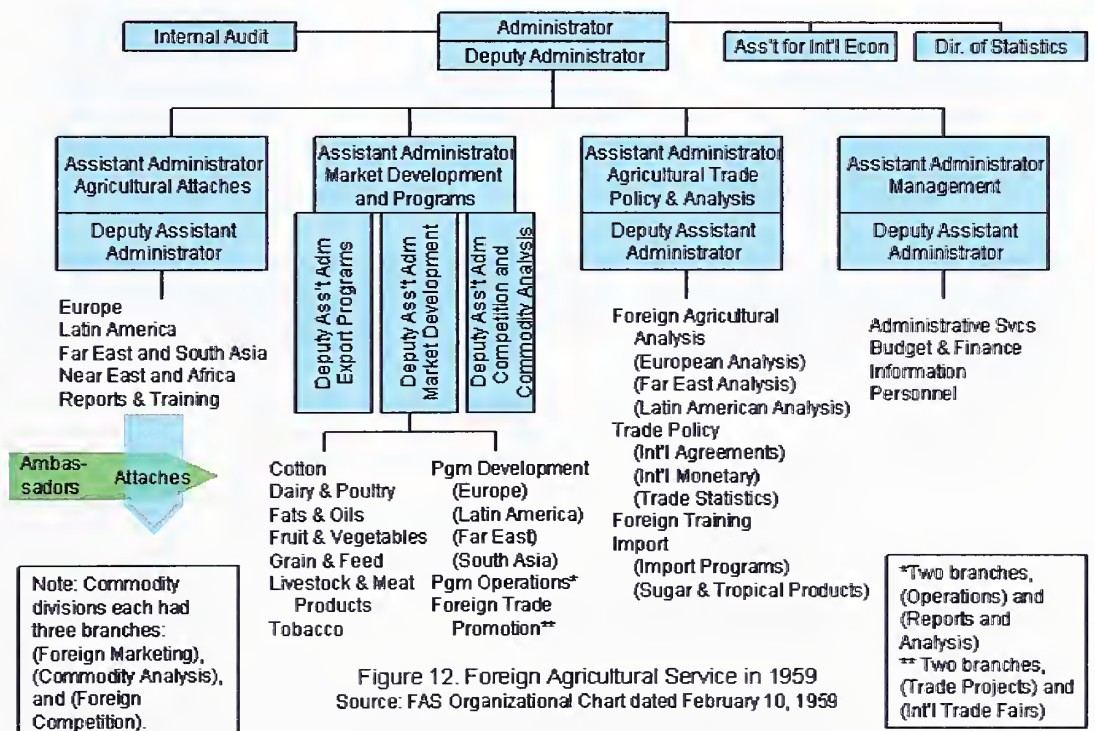 Internal Audit
Administrator
Deputy Administrator
Ass't for Int'l Econ
Dir. of Statistics
Assistant Administrator
Agricultural Attaches
Deputy Assistant
Administrator
Europe
Latin America
Far East and South Asia
Near East and Africa
Reports & Training
Ambas-
sadors
Attaches
Note: Commodity
divisions each had
three branches:
(Foreign Marketing),
(Commodity Analysis),
and (Foreign
Competition).
Assistant Administrator
Market Development
and Programs
Deputy Ass't Adm
Export Programs
Deputy Ass't Adm
Market Development
Deputy Ass't Adm
Competition and
Commodity Analysis
Cotton
Dairy & Poultry
Fats & Oils
Fruit & Vegetables
Grain & Feed
Livestock & Meat
Products
Tobacco
Pgm Development
(Europe)
(Latin America)
(Far East)
(South Asia)
Pgm Operations*
Foreign Trade
Promotion**
Assistant Administrator
Agricultural Trade
Policy & Analysis
Deputy Assistant
Administrator
Foreign Agricultural
Analysis
(European Analysis)
(Far East Analysis)
(Latin American Analysis)
Trade Policy
(Int'l Agreements)
(Int'l Monetary)
(Trade Statistics)
Foreign Training
Import
(Import Programs)
(Sugar & Tropical Products)
Assistant Administrator
Management
Deputy Assistant
Administrator
Administrative Svcs
Budget & Finance
Information
Personnel
*Two branches,
(Operations) and
(Reports and
Analysis)
** Two branches,
(Trade Projects) and
(Int'l Trade Fairs)
Figure 12. Foreign Agricultural Service in 1959
Source: FAS Organizational Chart dated February 10, 1959